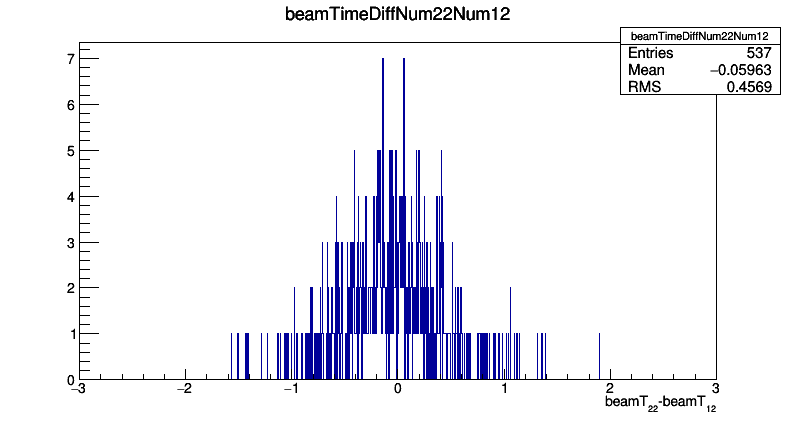 beamTimeDiffNum22Num12
beamTimeDiffNum22Num12
Entries 537
Mean −0.05963
RMS 0.4569
7
6
5
4
3
2
1
0
−3 −2 −1 0 1 2 3
beamT22-beamT12